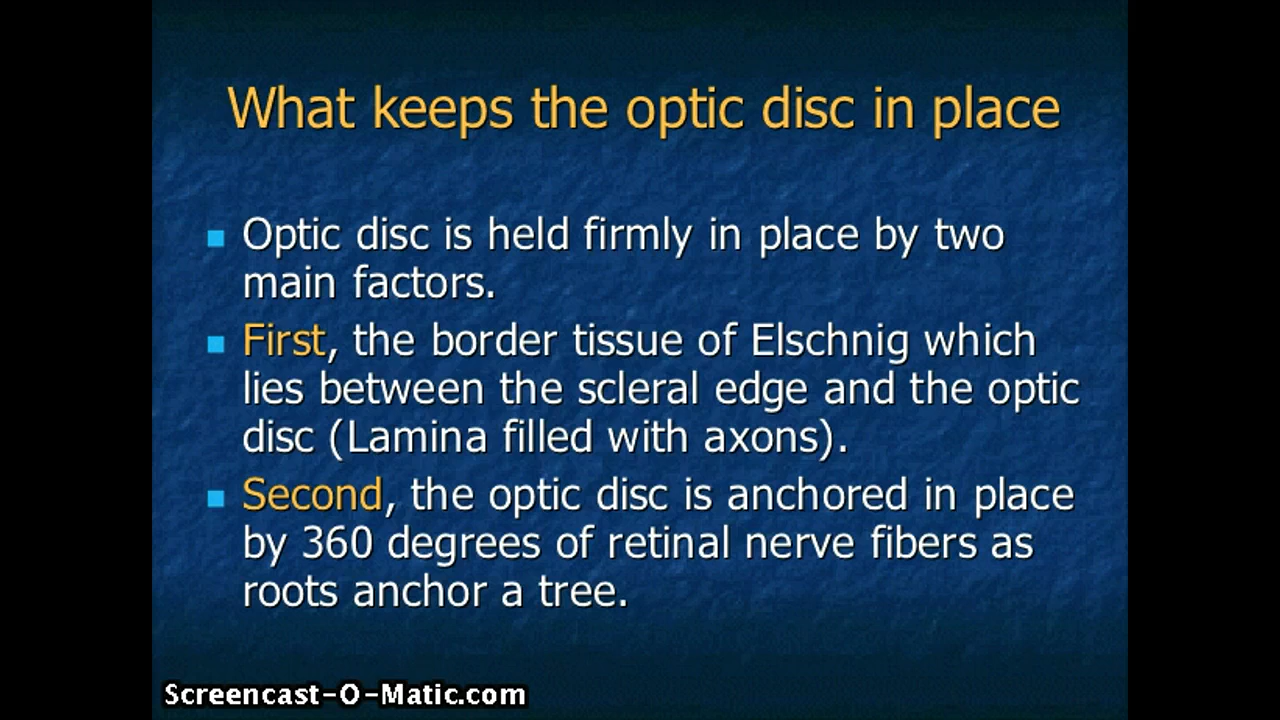 What keeps the optic disc in place
Optic disc is held firmly in place by two
main factors.
First, the border tissue of Elschnig which
lies between the scleral edge and the optic
disc (Lamina filled with axons).
Second, the optic disc is anchored in place
by 360 degrees of retinal nerve fibers as
roots anchor a tree.
Screencast-O-Matic.com